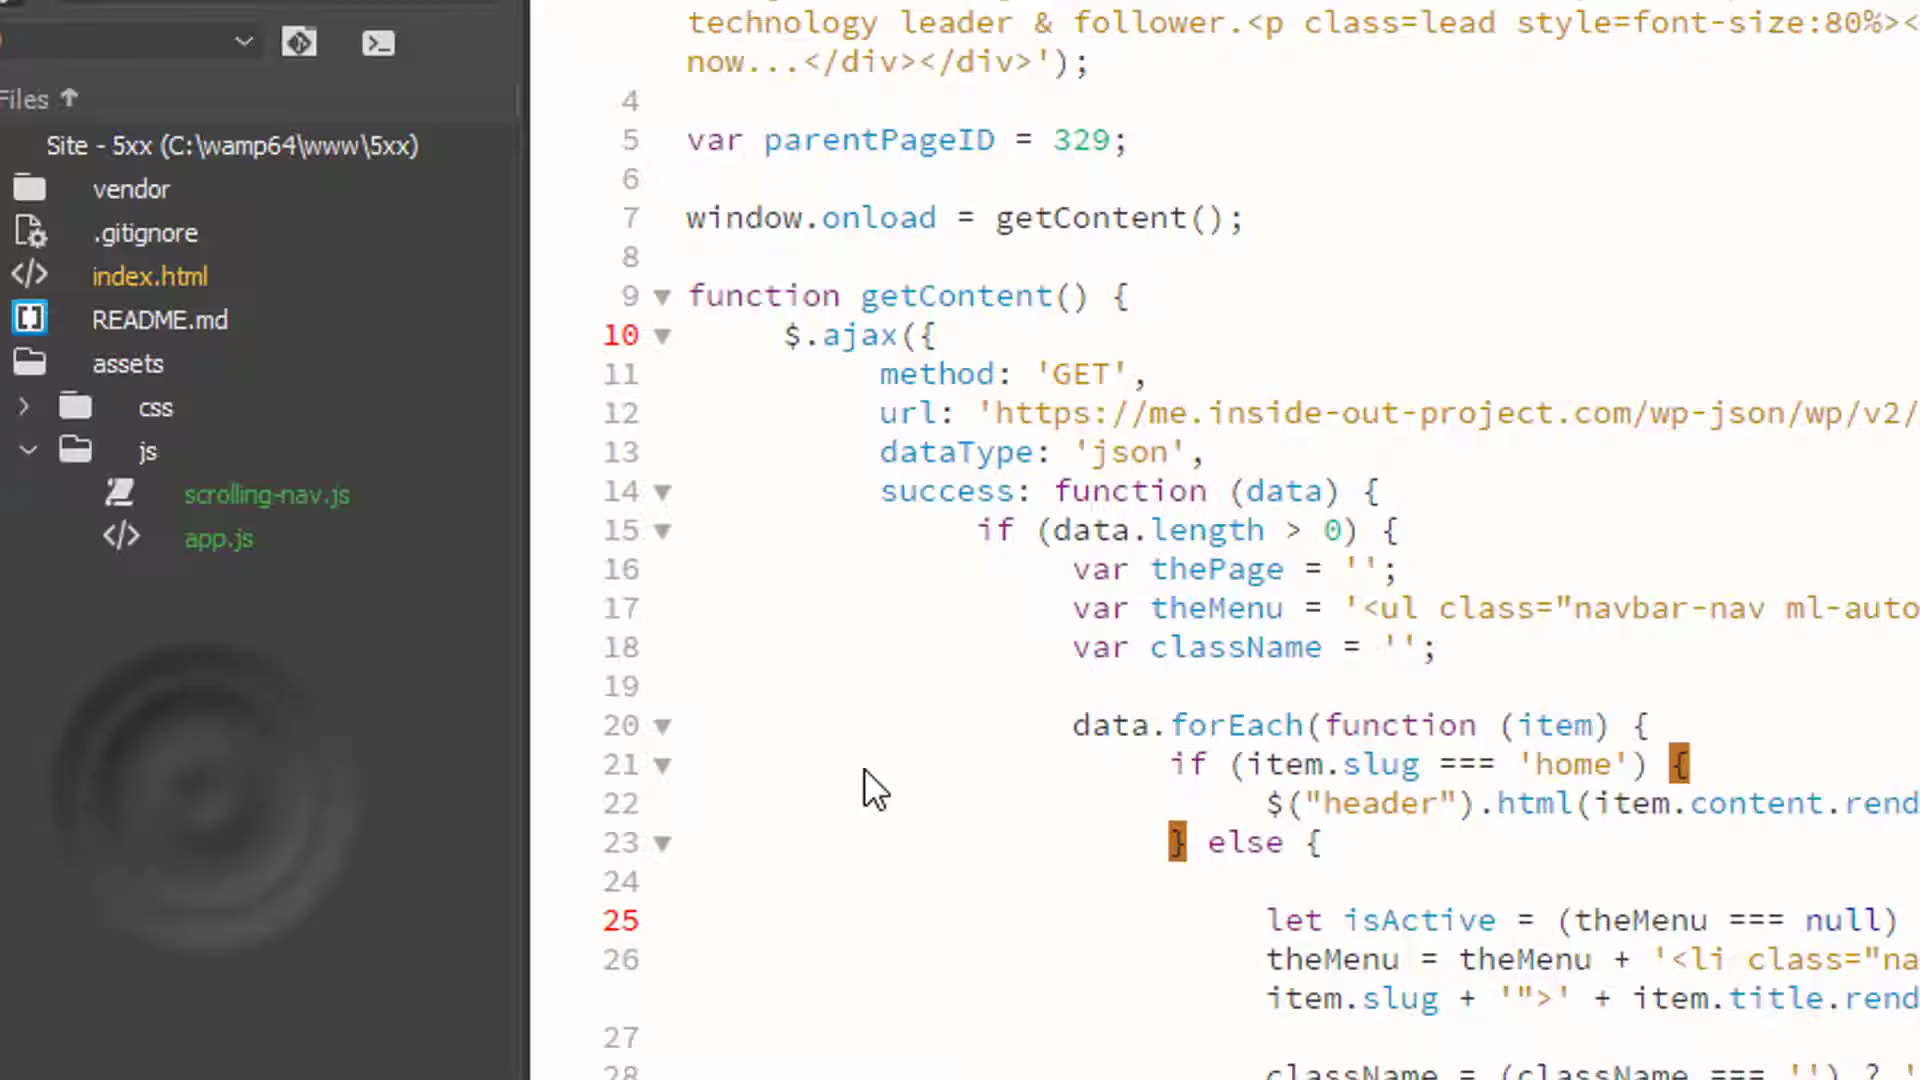 Files
Site - 5xx (C:\wamp64\www\5xx)
vendor
.gitignore
index.html
README.md
assets
css
js
scrolling-nav.js
app.js
technology leader & follower.<p class=lead style=font-size:80%><
now...</div></div>');
4
5 var parentPageID = 329;
6
7 window.onload = getContent();
8
9 function getContent() {
10 $.ajax({
11 method: 'GET',
12 url: 'https://me.inside-out-project.com/wp-json/wp/v2/
13 dataType: 'json',
14 success: function (data) {
15 if (data.length > 0) {
16 var thePage = '';
17 var theMenu = '<ul class="navbar-nav ml-auto
18 var className = '';
19
20 data.forEach(function (item) {
21 if (item.slug === 'home') {
22 $("header").html(item.content.rend
23 } else {
24
25 let isActive = (theMenu === null)
26 theMenu = theMenu + '<li class="na
item.slug + '">' + item.title.rend
27
28 className = (className === '') ? '